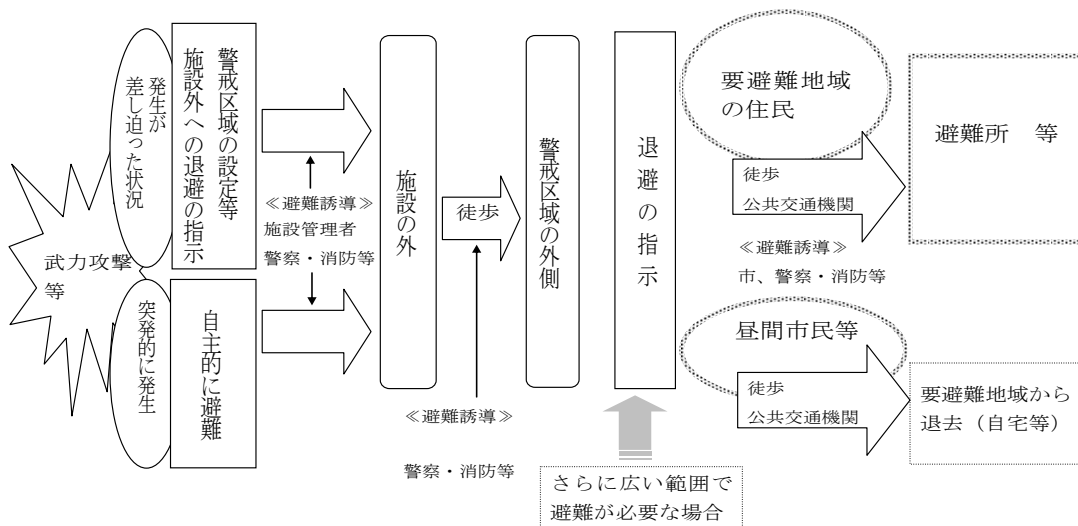 武力攻撃
等
発生が
差し迫った状況
警戒区域の設定等
施設外への退避の指示
突発的に発生
自主的に避難
≪避難誘導≫
施設管理者
警察・消防等
施設の外
徒歩
≪避難誘導≫
警察・消防等
警戒区域の外側
退避の指示
さらに広い範囲で
避難が必要な場合
要避難地域
の住民
徒歩
公共交通機関
≪避難誘導≫
市、警察・消防等
避難所　等
昼間市民等
徒歩
公共交通機関
要避難地域から
退去（自宅等）